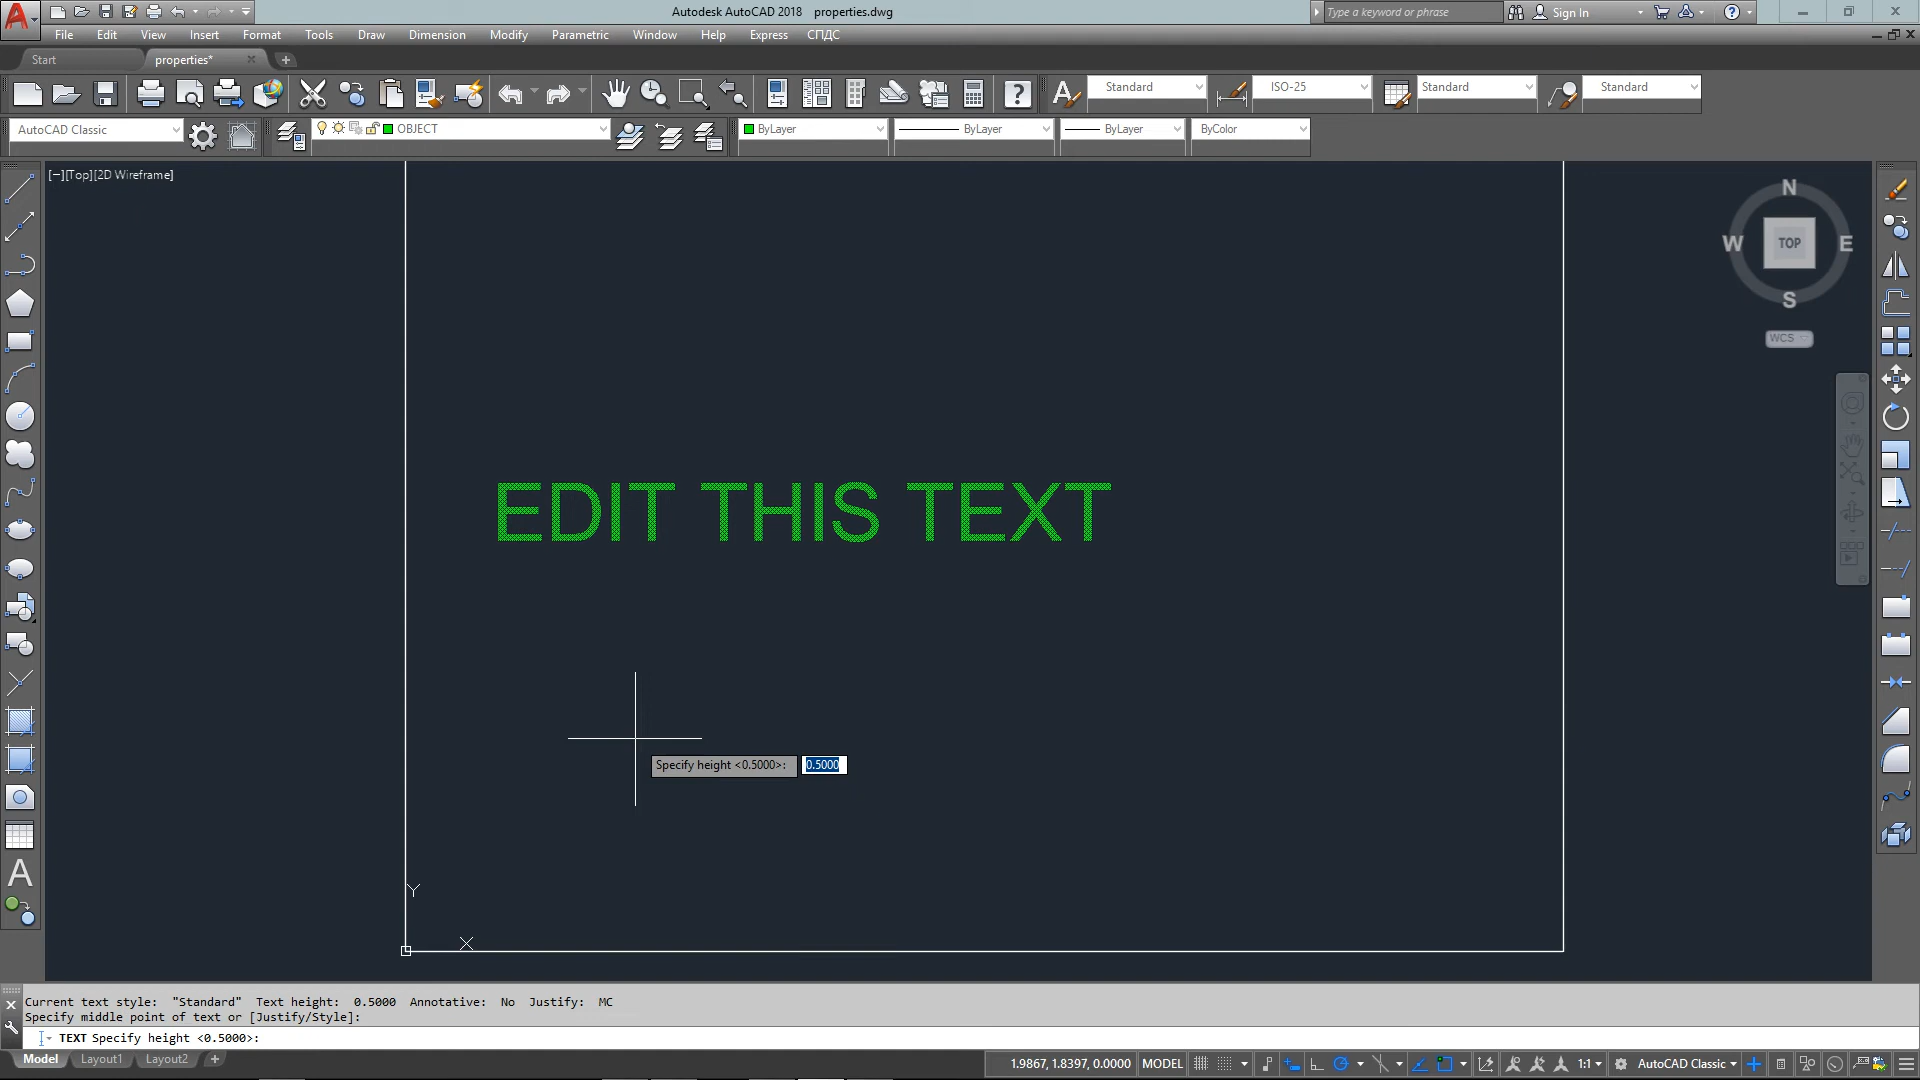 Autodesk AutoCAD 2018 properties.dwg
Type a keyword or phrase
Sign In
File Edit View Insert Format Tools Draw Dimension Modify Parametric Window Help Express СПДС
Start
properties*
Standard
ISO-25
Standard
Standard
AutoCAD Classic
OBJECT
ByLayer
ByLayer
ByLayer
ByColor
[−][Top][2D Wireframe]
N
W
TOP
E
S
WCS
EDIT THIS TEXT
Specify height <0.5000>: 0.5000
Y
X
Current text style: "Standard" Text height: 0.5000 Annotative: No Justify: MC
Specify middle point of text or [Justify/Style]:
TEXT Specify height <0.5000>:
Model Layout1 Layout2
1.9867, 1.8397, 0.0000 MODEL
1:1
AutoCAD Classic